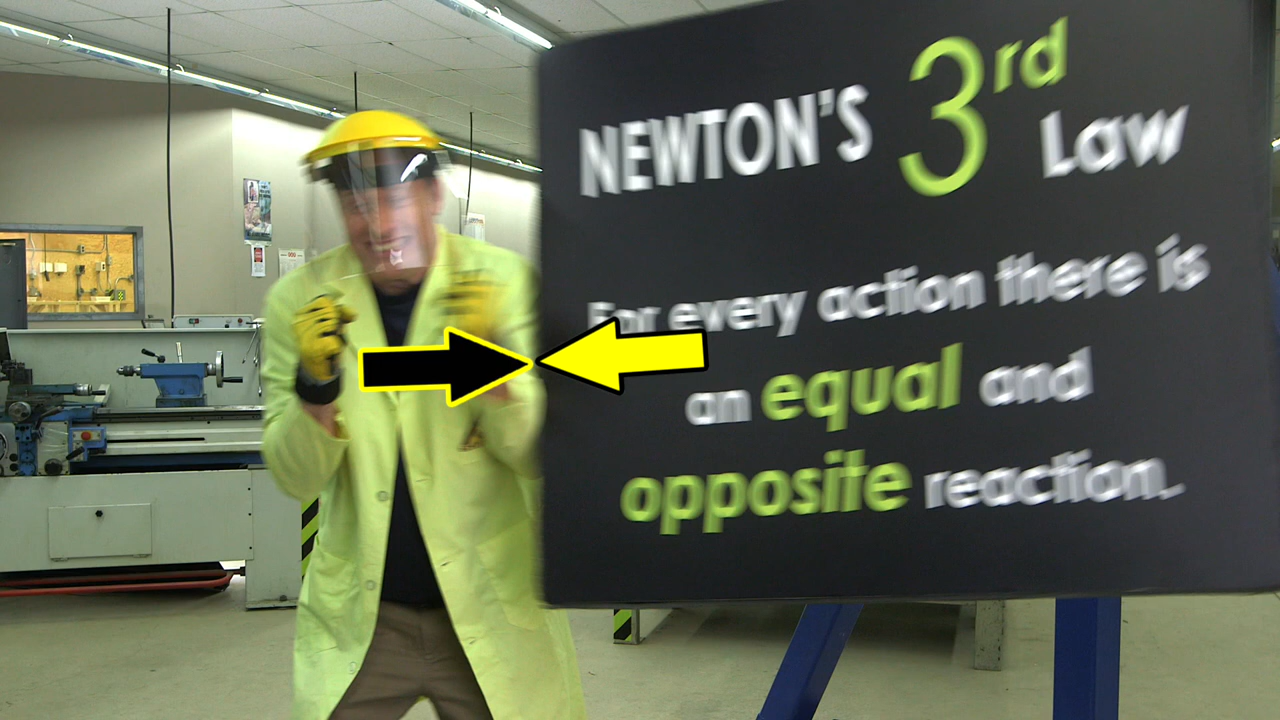 NEWTON'S 3rd Law
For every action there is
an equal and
opposite reaction.